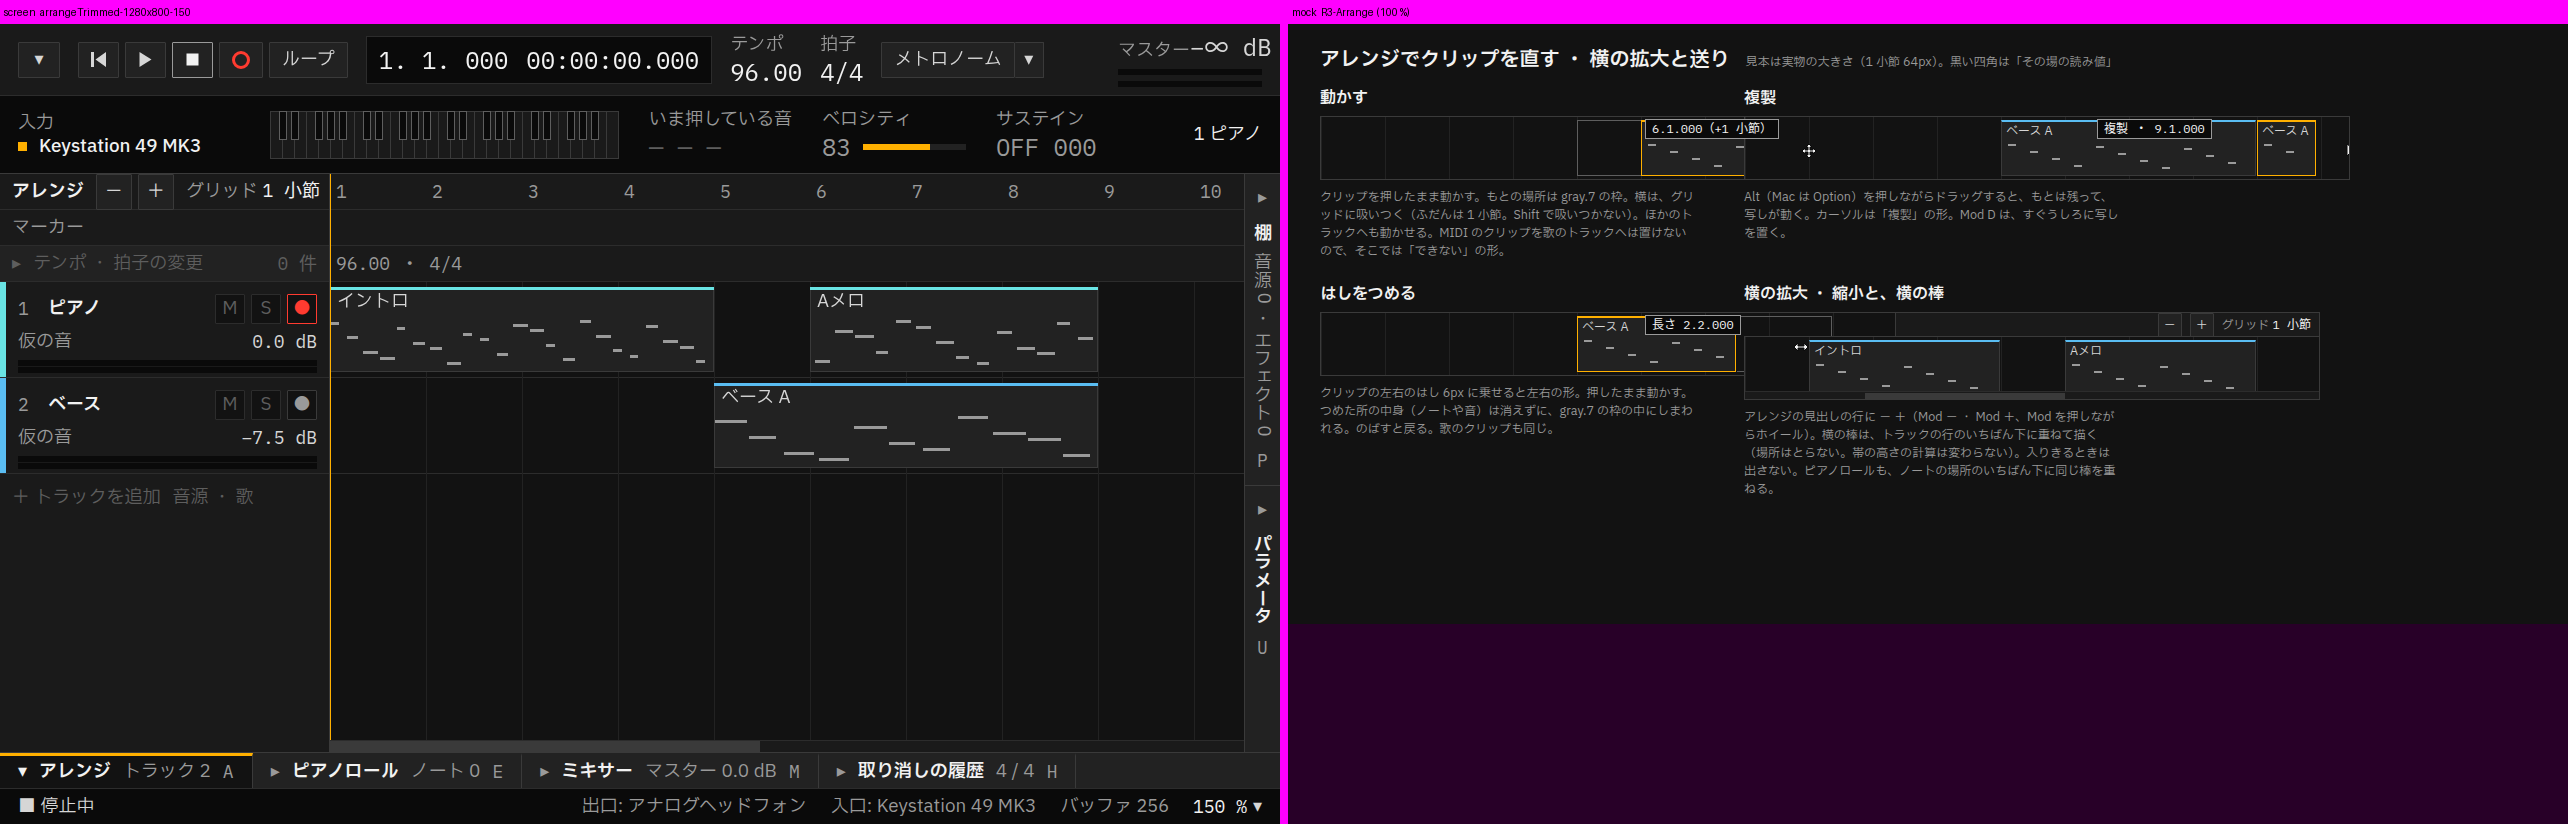 screen arrangeTrimmed-1280x800-150
▼ ループ 1. 1. 000 00:00:00.000 テンポ 96.00 拍子 4/4 メトロノーム ▼ マスター −∞ dB
入力
Keystation 49 MK3
いま押している音
— — —
ベロシティ
83
サステイン
OFF 000
1 ピアノ
アレンジ − + グリッド 1 小節
1 2 3 4 5 6 7 8 9 10
マーカー
▶ テンポ・拍子の変更 0 件
96.00 ・ 4/4
1 ピアノ M S
仮の音 0.0 dB
イントロ
Aメロ
2 ベース M S
仮の音 −7.5 dB
ベース A
+ トラックを追加 音源・歌
▶ 棚 音源 0・エフェクト 0 P
▶ パラメータ U
▼ アレンジ トラック 2 A
▶ ピアノロール ノート 0 E
▶ ミキサー マスター 0.0 dB M
▶ 取り消しの履歴 4 / 4 H
■ 停止中
出口: アナログヘッドフォン 入口: Keystation 49 MK3 バッファ 256 150 % ▼
mock R3-Arrange (100%)
アレンジでクリップを直す ・ 横の拡大と送り
見本は実物の大きさ（1 小節 64px）。黒い四角は「その場の読み値」
動かす
6.1.000（+1 小節）
クリップを押したまま動かす。もとの場所は gray.7 の枠。横は、グリ
ッドに吸いつく（ふだんは 1 小節。Shift で吸いつかない）。ほかのト
ラックへも動かせる。MIDI のクリップを歌のトラックへは置けない
ので、そこでは「できない」の形。
複製
ベース A
複製 ・ 9.1.000
ベース A
Alt（Mac は Option）を押しながらドラッグすると、もとは残って、
写しが動く。カーソルは「複製」の形。Mod D は、すぐうしろに写し
を置く。
はしをつめる
ベース A
長さ 2.2.000
クリップの左右のはし 6px に乗せると左右の形。押したまま動かす。
つめた所の中身（ノートや音）は消えずに、gray.7 の枠の中にしまわ
れる。のばすと戻る。歌のクリップも同じ。
横の拡大 ・ 縮小と、横の棒
− + グリッド 1 小節
イントロ
Aメロ
アレンジの見出しの行に − +（Mod − ・ Mod +、Mod を押しなが
らホイール）。横の棒は、トラックの行のいちばん下に重ねて描く
（場所はとらない。帯の高さの計算は変わらない）。入りきるときは
出さない。ピアノロールも、ノートの場所のいちばん下に同じ棒を重
ねる。